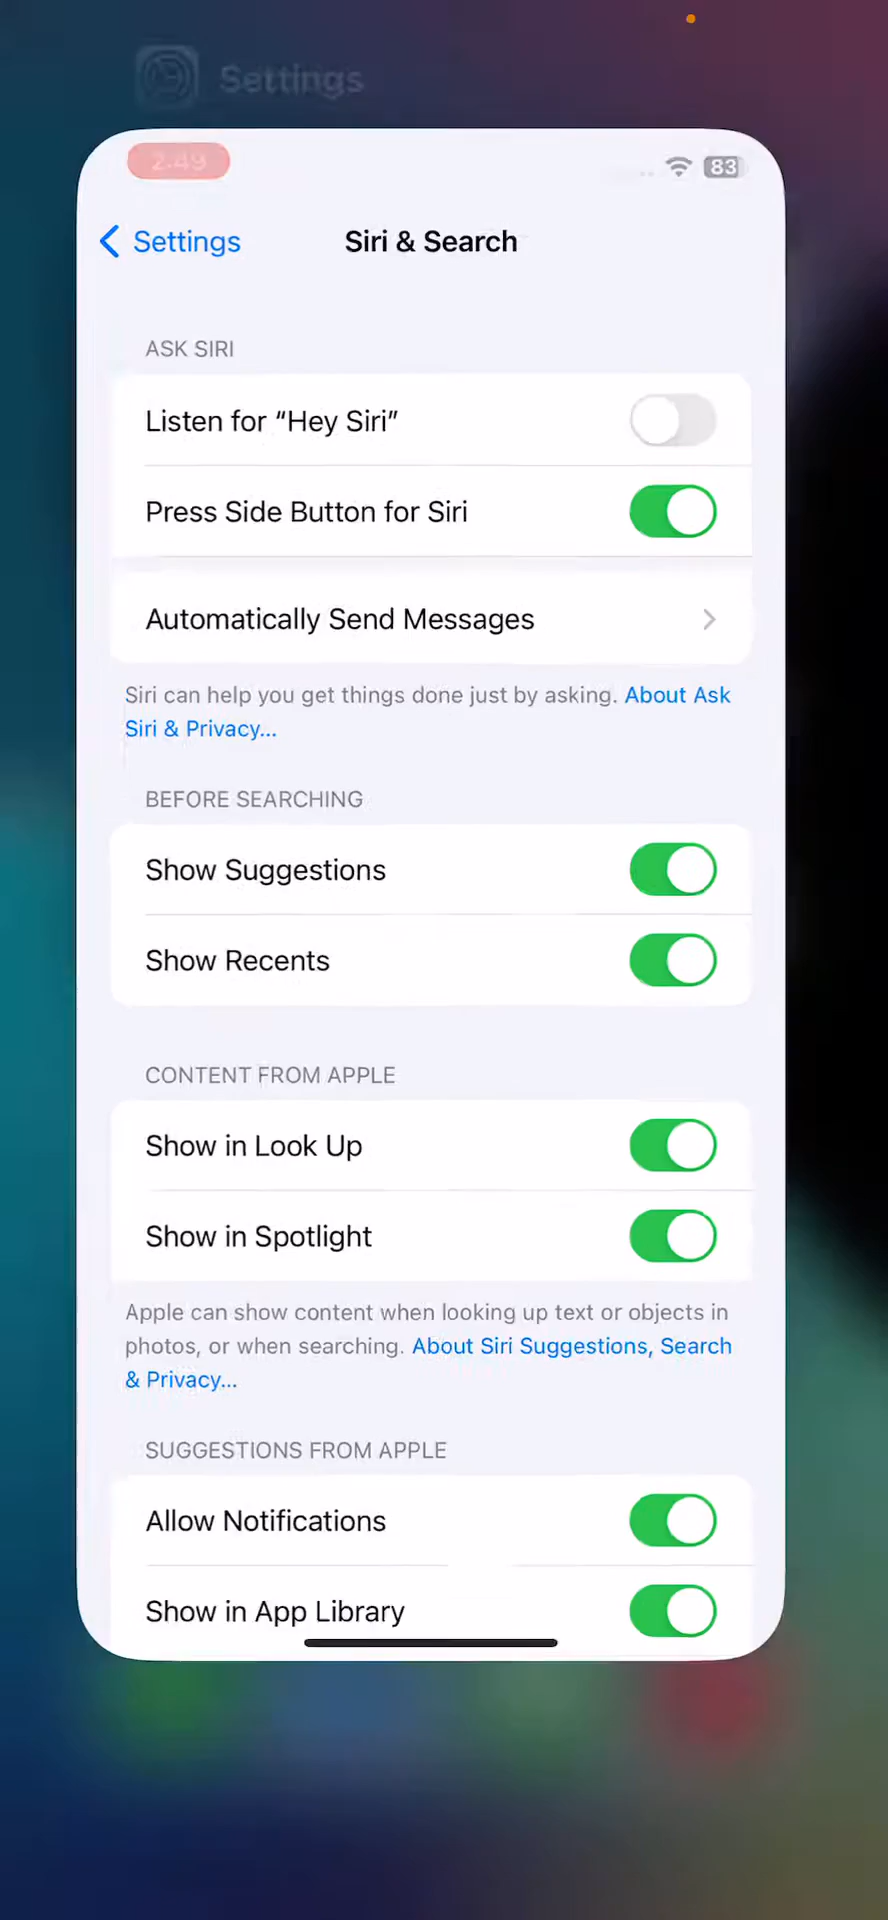 Settings
2:49
83
Settings
Siri & Search
ASK SIRI
Listen for “Hey Siri”
Press Side Button for Siri
Automatically Send Messages
Siri can help you get things done just by asking. About Ask
Siri & Privacy...
BEFORE SEARCHING
Show Suggestions
Show Recents
CONTENT FROM APPLE
Show in Look Up
Show in Spotlight
Apple can show content when looking up text or objects in
photos, or when searching. About Siri Suggestions, Search
& Privacy...
SUGGESTIONS FROM APPLE
Allow Notifications
Show in App Library